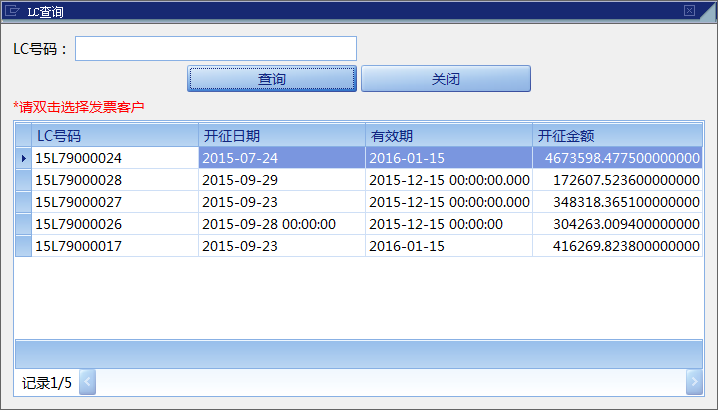 LC查询
LC号码：
查询 关闭
*请双击选择发票客户
LC号码 开征日期 有效期 开征金额
15L79000024 2015-07-24 2016-01-15 4673598.477500000000
15L79000028 2015-09-29 2015-12-15 00:00:00.000 172607.523600000000
15L79000027 2015-09-23 2015-12-15 00:00:00.000 348318.365100000000
15L79000026 2015-09-28 00:00:00 2015-12-15 00:00:00 304263.009400000000
15L79000017 2015-09-23 2016-01-15 416269.823800000000
记录1/5